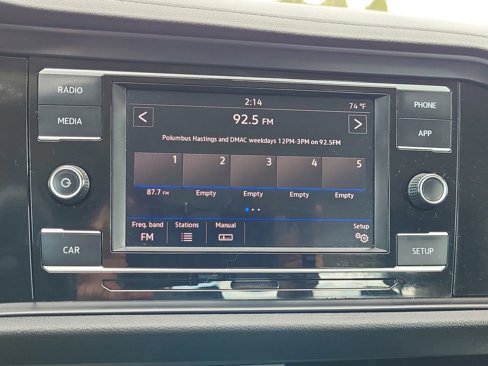 RADIO
MEDIA
CAR
2:14
74 °F
<
92.5 FM
>
Polumbus Hastings and DMAC weekdays 12PM-3PM on 92.5FM
1 2 3 4 5
87.7 FM Empty Empty Empty Empty
Freq. band Stations Manual Setup
FM
PHONE
APP
SETUP